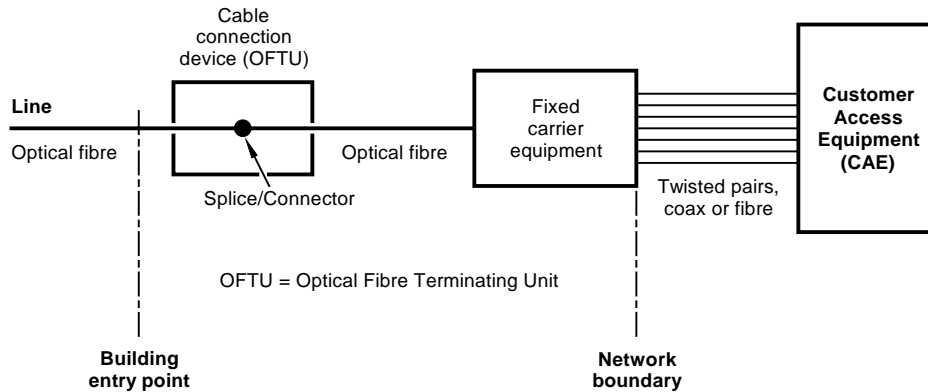 Cable
connection
device (OFTU)
Line
Optical fibre
Optical fibre
Splice/Connector
Fixed
carrier
equipment
Customer
Access
Equipment
(CAE)
Twisted pairs,
coax or fibre
OFTU = Optical Fibre Terminating Unit
Building
entry point
Network
boundary